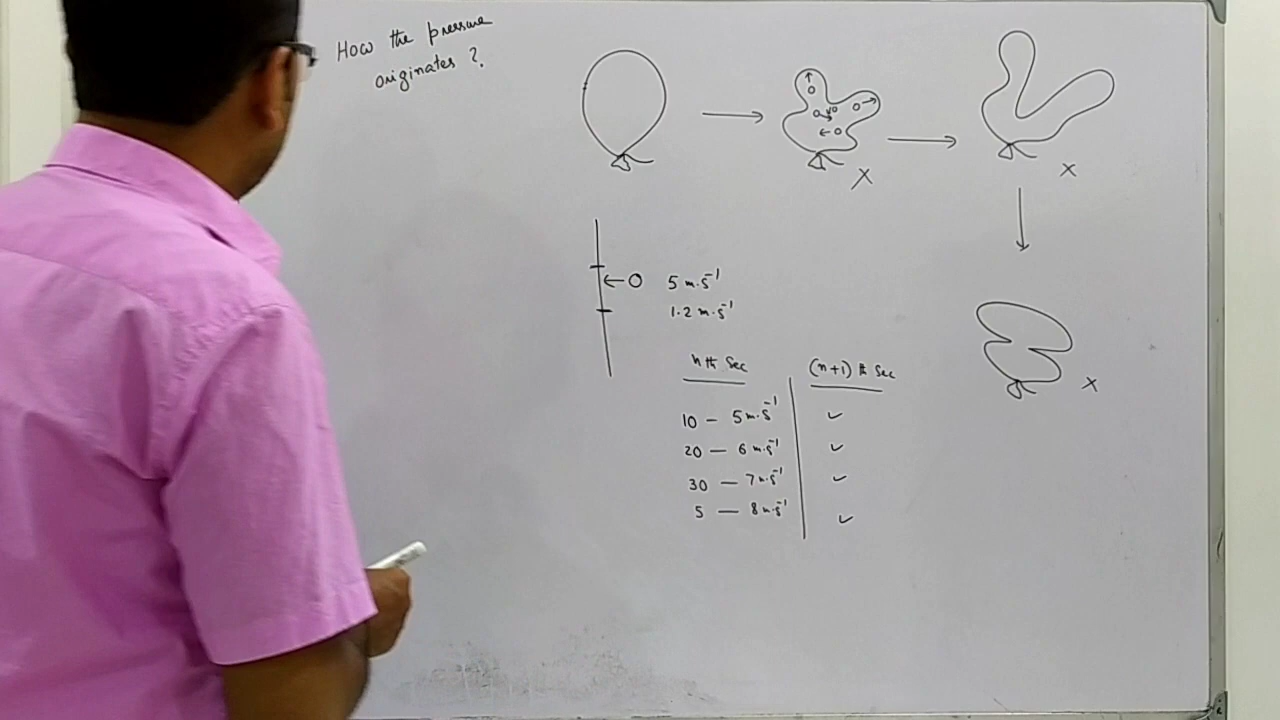 How the pressure
originates ?.
X
X
X
5 m.s⁻¹
1.2 m.s⁻¹
nth Sec
(n+1)th Sec
10 — 5 m.s⁻¹ ✓
20 — 6 m.s⁻¹ ✓
30 — 7 m.s⁻¹ ✓
5 — 8 m.s⁻¹ ✓